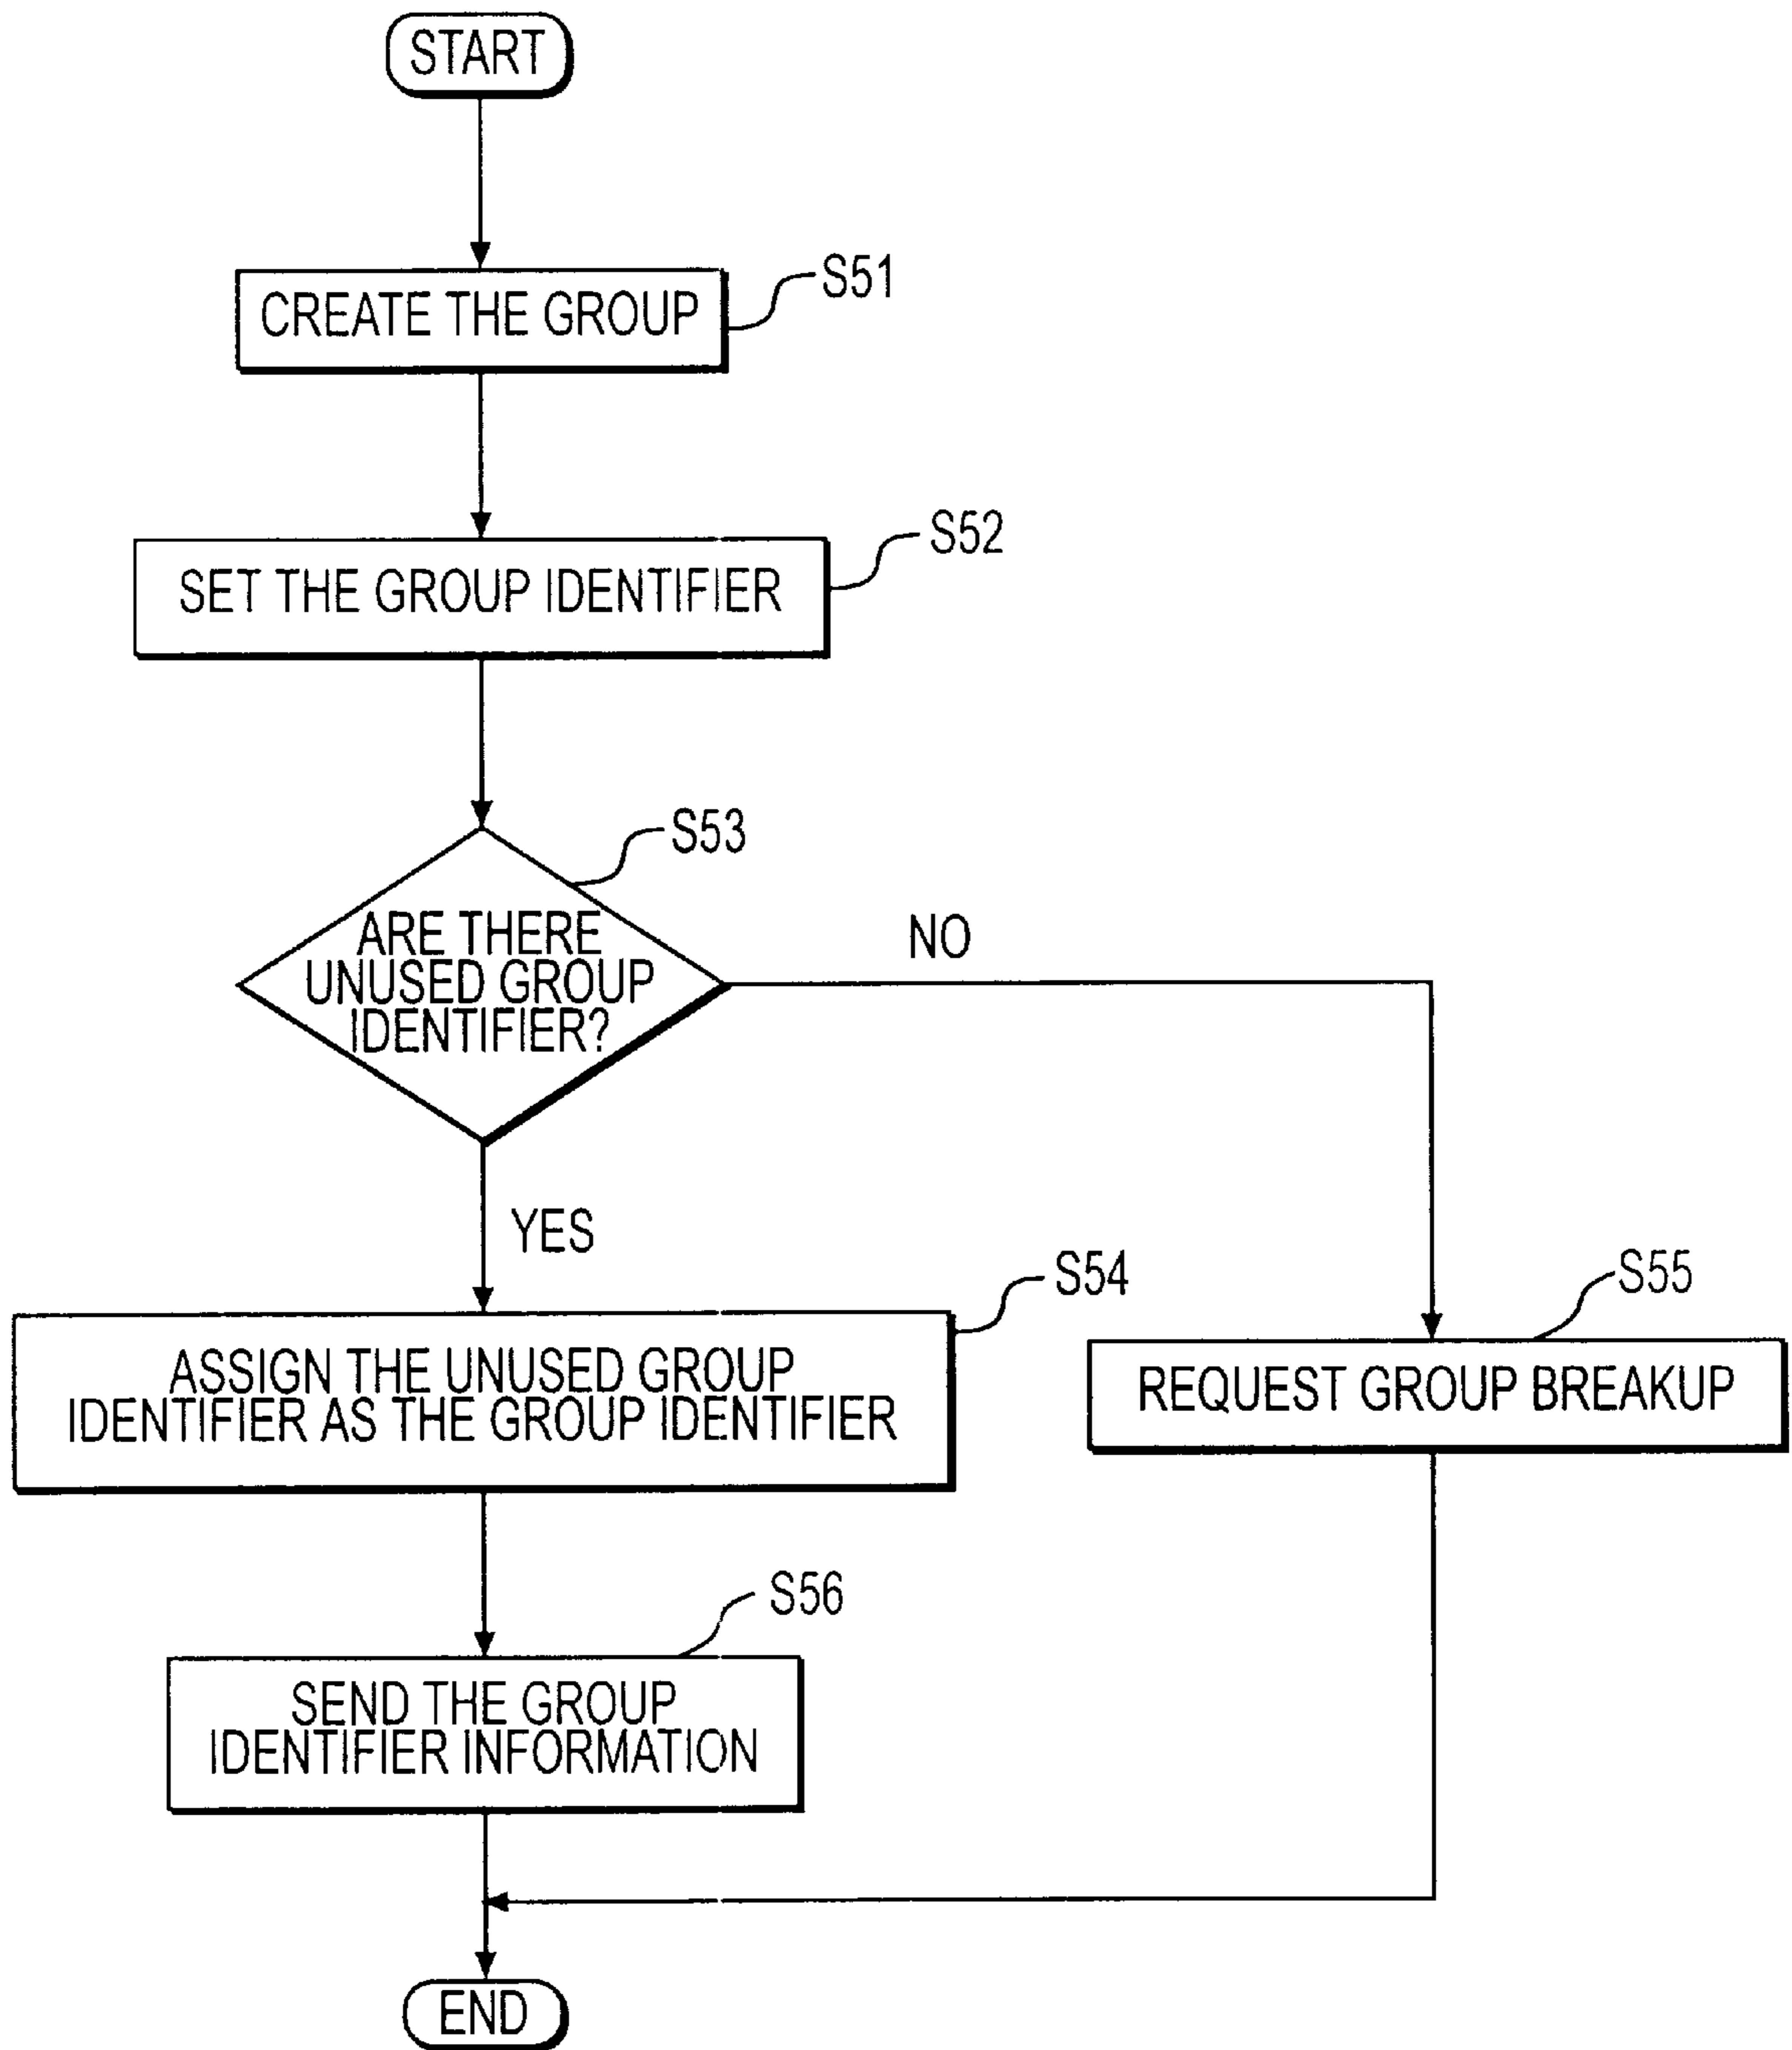 START
CREATE THE GROUP
S51
SET THE GROUP IDENTIFIER
S52
S53
ARE THERE
UNUSED GROUP
IDENTIFIER?
NO
YES
S54
ASSIGN THE UNUSED GROUP
IDENTIFIER AS THE GROUP IDENTIFIER
S55
REQUEST GROUP BREAKUP
S56
SEND THE GROUP
IDENTIFIER INFORMATION
END